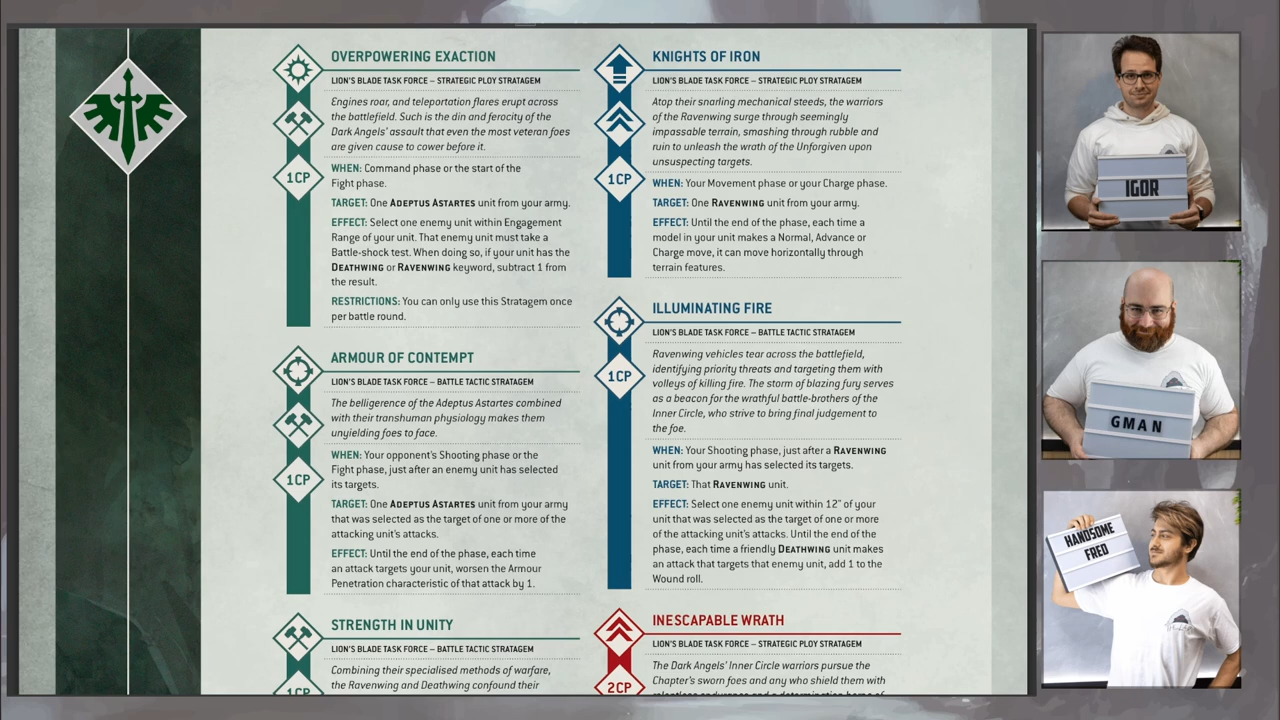 OVERPOWERING EXACTION
LION'S BLADE TASK FORCE – STRATEGIC PLOY STRATAGEM
Engines roar, and teleportation flares erupt across
the battlefield. Such is the din and ferocity of the
Dark Angels' assault that even the most veteran foes
are given cause to cower before it.
1CP
WHEN: Command phase or the start of the
Fight phase.
TARGET: One ADEPTUS ASTARTES unit from your army.
EFFECT: Select one enemy unit within Engagement
Range of your unit. That enemy unit must take a
Battle-shock test. When doing so, if your unit has the
DEATHWING or RAVENWING keyword, subtract 1 from
the result.
RESTRICTIONS: You can only use this Stratagem once
per battle round.
ARMOUR OF CONTEMPT
LION'S BLADE TASK FORCE – BATTLE TACTIC STRATAGEM
The belligerence of the Adeptus Astartes combined
with their transhuman physiology makes them
unyielding foes to face.
1CP
WHEN: Your opponent's Shooting phase or the
Fight phase, just after an enemy unit has selected
its targets.
TARGET: One ADEPTUS ASTARTES unit from your army
that was selected as the target of one or more of the
attacking unit's attacks.
EFFECT: Until the end of the phase, each time
an attack targets your unit, worsen the Armour
Penetration characteristic of that attack by 1.
STRENGTH IN UNITY
LION'S BLADE TASK FORCE – BATTLE TACTIC STRATAGEM
Combining their specialised methods of warfare,
the Ravenwing and Deathwing confound their
1CP
KNIGHTS OF IRON
LION'S BLADE TASK FORCE – STRATEGIC PLOY STRATAGEM
Atop their snarling mechanical steeds, the warriors
of the Ravenwing surge through seemingly
impassable terrain, smashing through rubble and
ruin to unleash the wrath of the Unforgiven upon
unsuspecting targets.
1CP
WHEN: Your Movement phase or your Charge phase.
TARGET: One RAVENWING unit from your army.
EFFECT: Until the end of the phase, each time a
model in your unit makes a Normal, Advance or
Charge move, it can move horizontally through
terrain features.
ILLUMINATING FIRE
LION'S BLADE TASK FORCE – BATTLE TACTIC STRATAGEM
1CP
Ravenwing vehicles tear across the battlefield,
identifying priority threats and targeting them with
volleys of killing fire. The storm of blazing fury serves
as a beacon for the wrathful battle-brothers of the
Inner Circle, who strive to bring final judgement to
the foe.
WHEN: Your Shooting phase, just after a RAVENWING
unit from your army has selected its targets.
TARGET: That RAVENWING unit.
EFFECT: Select one enemy unit within 12" of your
unit that was selected as the target of one or more
of the attacking unit's attacks. Until the end of the
phase, each time a friendly DEATHWING unit makes
an attack that targets that enemy unit, add 1 to the
Wound roll.
INESCAPABLE WRATH
LION'S BLADE TASK FORCE – STRATEGIC PLOY STRATAGEM
The Dark Angels' Inner Circle warriors pursue the
Chapter's sworn foes and any who shield them with
relentless endurance and a determination borne of
2CP
IGOR
GMAN
HANDSOME
FRED